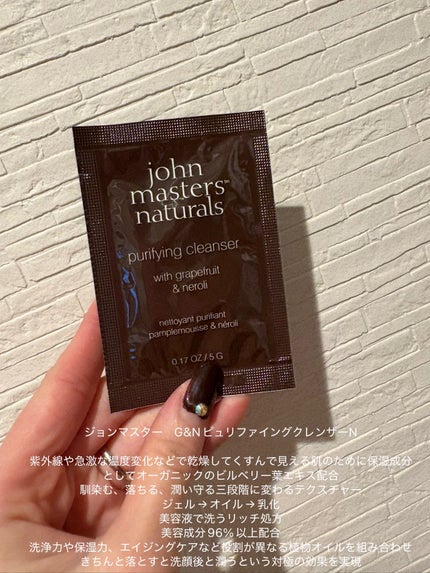 john
masters™
naturals
purifying cleanser
with grapefruit
& neroli
nettoyant purifiant
pamplemousse & néroli
0.17 OZ / 5 G
ジョンマスター　G&N ピュリファイングクレンザーN
紫外線や急激な温度変化などで乾燥してくすんで見える肌のために保湿成分
としてオーガニックのビルベリー葉エキス配合
馴染む、落ちる、潤い守る三段階に変わるテクスチャー
ジェル→オイル→乳化
美容液で洗うリッチ処方
美容成分96%以上配合
洗浄力や保湿力、エイジングケアなど役割が異なる植物オイルを組み合わせ
きちんと落とすと洗顔後と潤うという対極の効果を実現